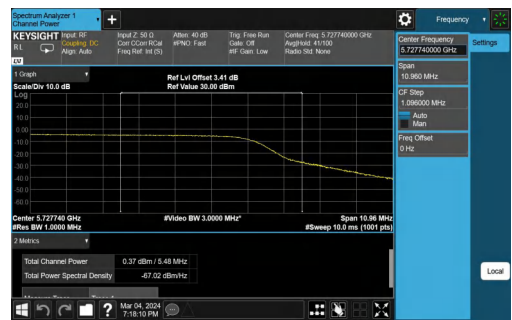 Spectrum Analyzer 1
Channel Power
+
Frequency
KEYSIGHT Input: RF
RL Coupling: DC
Align: Auto
Input Z: 50 Ω
Corr CCorr RCal
Freq Ref: Int (S)
Atten: 40 dB
#PNO: Fast
Trig: Free Run
Gate: Off
#IF Gain: Low
Center Freq: 5.727740000 GHz
Avg|Hold: 41/100
Radio Std: None
LXI
1 Graph
Scale/Div 10.0 dB
Ref Lvl Offset 3.41 dB
Ref Value 30.00 dBm
Log
20.0
10.0
0.00
-10.0
-20.0
-30.0
-40.0
-50.0
-60.0
Center 5.727740 GHz
#Res BW 1.0000 MHz
#Video BW 3.0000 MHz*
Span 10.96 MHz
#Sweep 10.0 ms (1001 pts)
2 Metrics
Total Channel Power 0.37 dBm / 5.48 MHz
Total Power Spectral Density -67.02 dBm/Hz
?
Mar 04, 2024
7:18:10 PM
Center Frequency
5.727740000 GHz
Span
10.960 MHz
CF Step
1.096000 MHz
Auto
Man
Freq Offset
0 Hz
Settings
Local